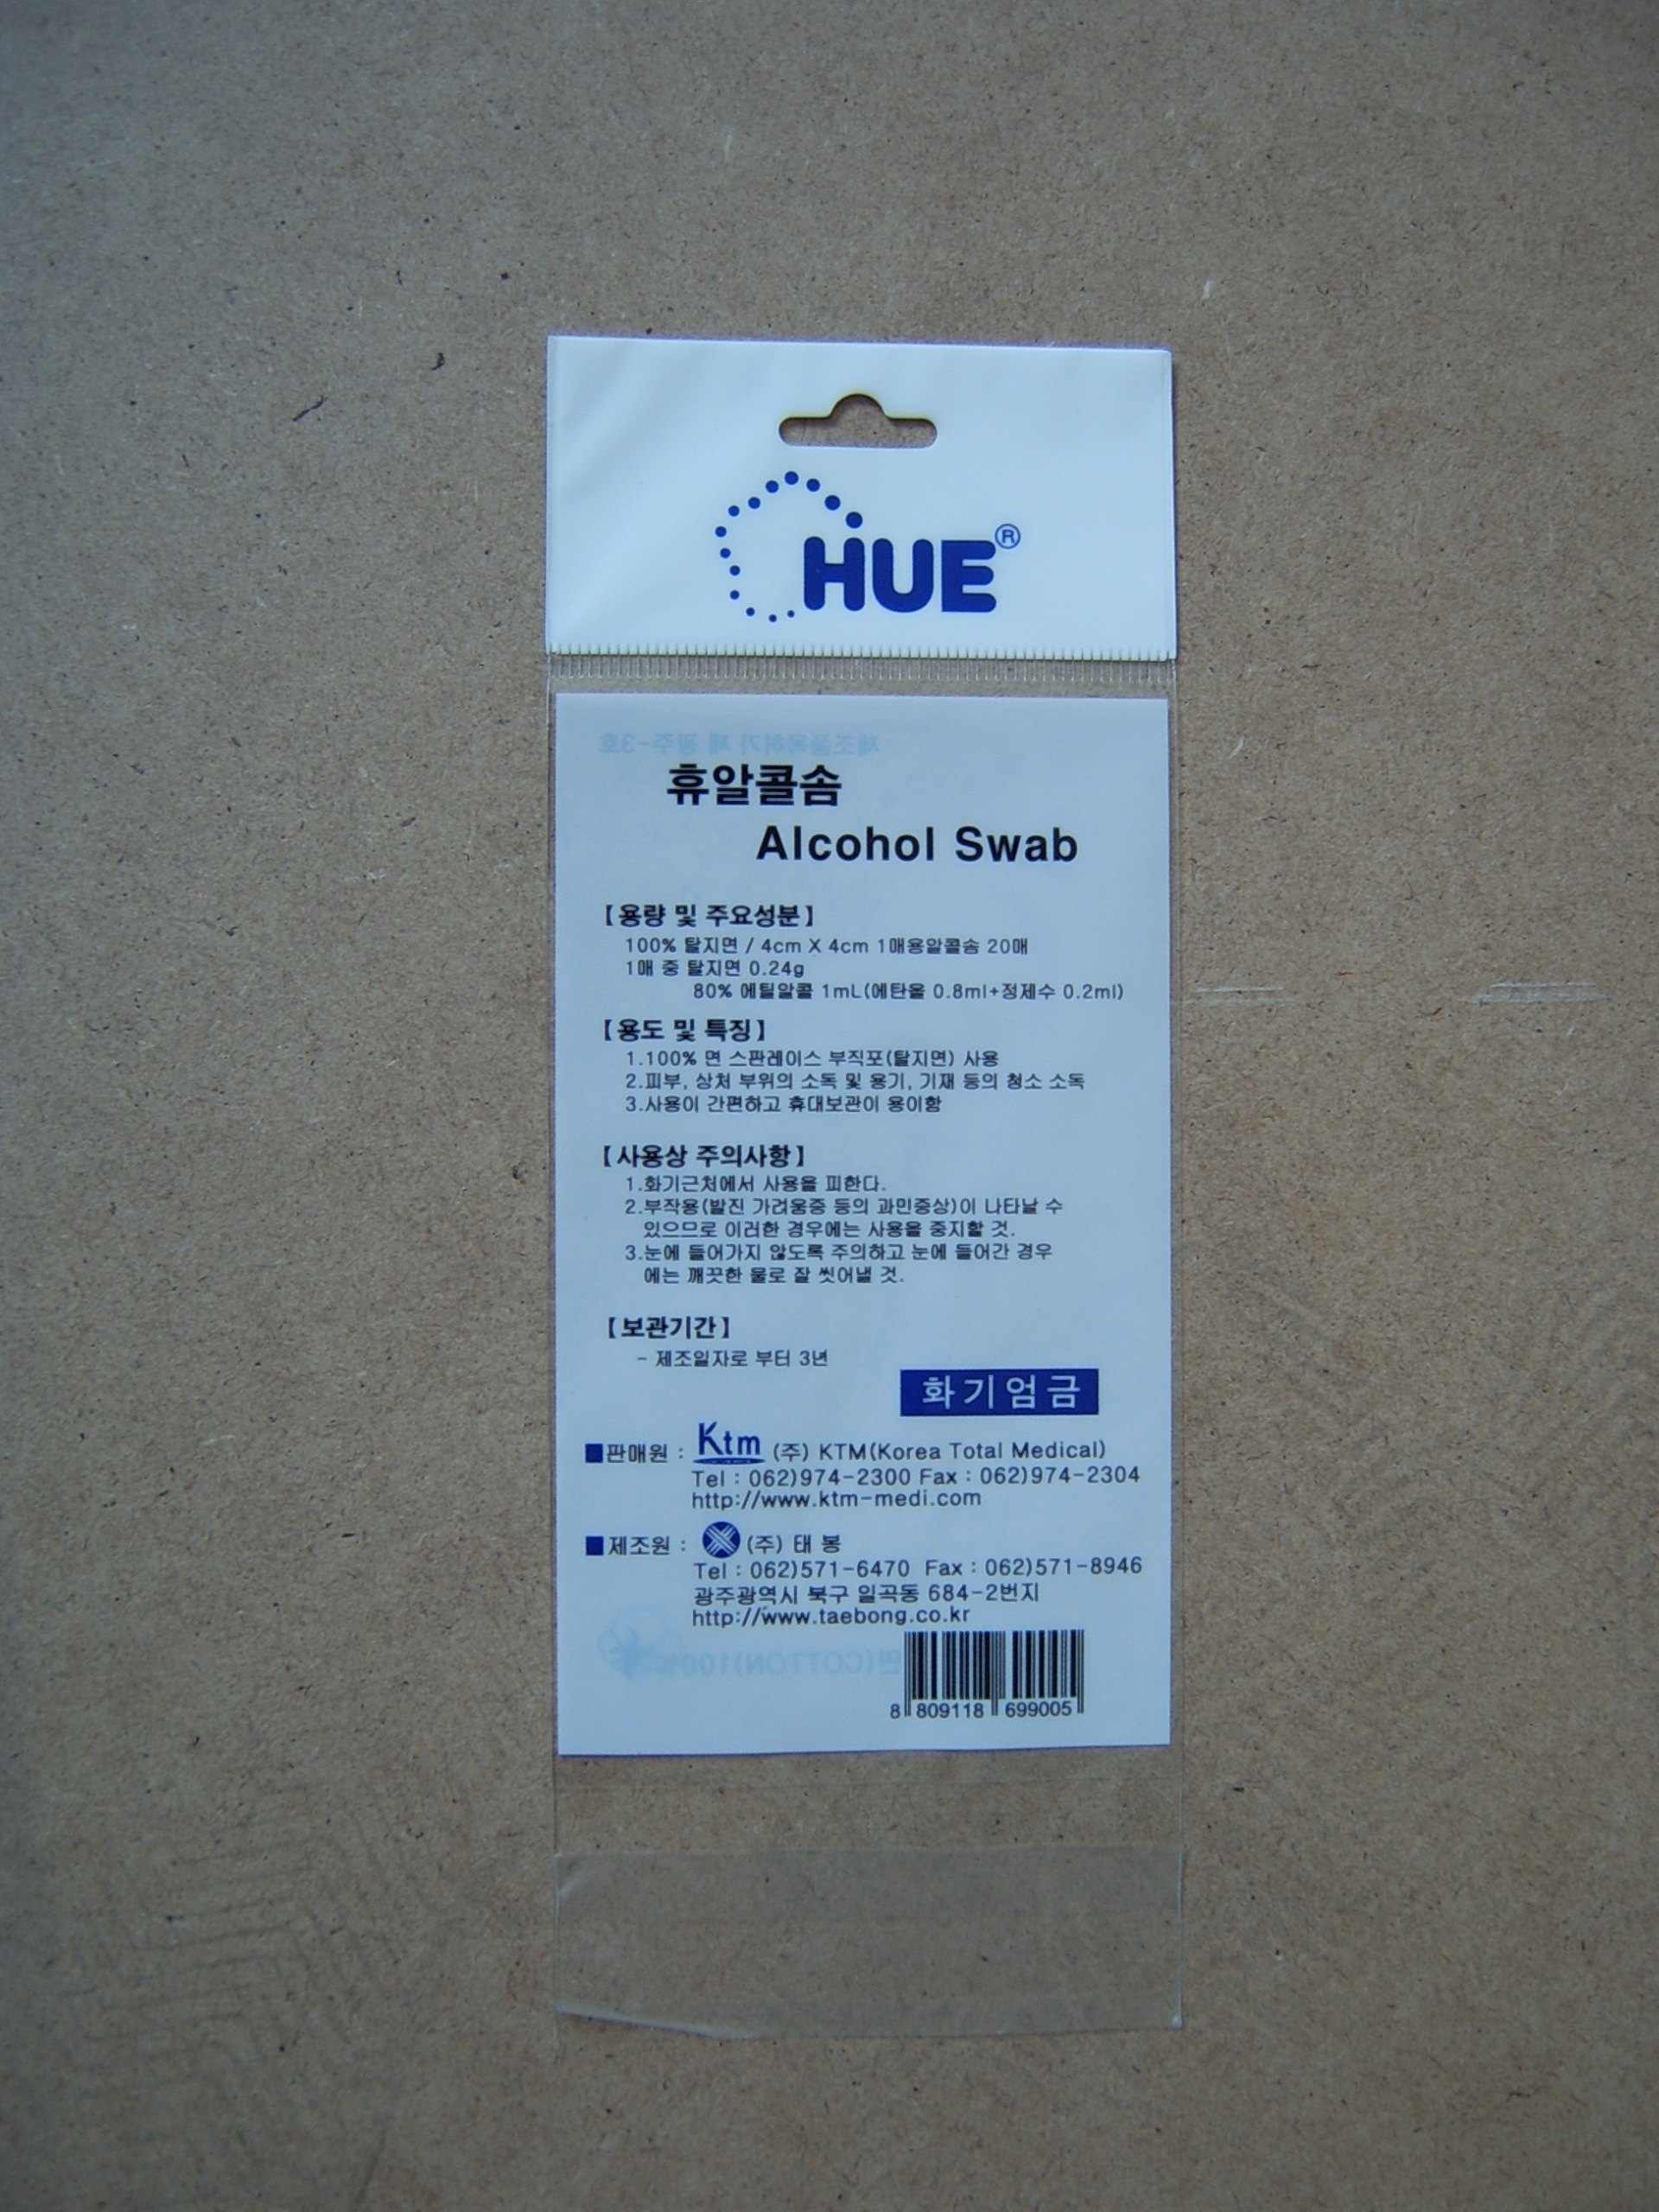 HUE®
제조품목허가 제 광주-3호
휴알콜솜
Alcohol Swab
【용량 및 주요성분】
100% 탈지면 / 4cm X 4cm 1매용알콜솜 20매
1매 중 탈지면 0.24g
80% 에틸알콜 1mL(에탄올 0.8ml+정제수 0.2ml)
【용도 및 특징】
1.100% 면 스판레이스 부직포(탈지면) 사용
2.피부, 상처 부위의 소독 및 용기, 기재 등의 청소 소독
3.사용이 간편하고 휴대보관이 용이함
【사용상 주의사항】
1.화기근처에서 사용을 피한다.
2.부작용(발진 가려움증 등의 과민증상)이 나타날 수
있으므로 이러한 경우에는 사용을 중지할 것.
3.눈에 들어가지 않도록 주의하고 눈에 들어간 경우
에는 깨끗한 물로 잘 씻어낼 것.
【보관기간】
- 제조일자로 부터 3년
화기엄금
■판매원 : Ktm (주) KTM(Korea Total Medical)
Tel : 062)974-2300 Fax : 062)974-2304
http://www.ktm-medi.com
■제조원 : (주) 태 봉
Tel : 062)571-6470 Fax : 062)571-8946
광주광역시 북구 일곡동 684-2번지
http://www.taebong.co.kr
면(COTTON)100%
8 809118 699005